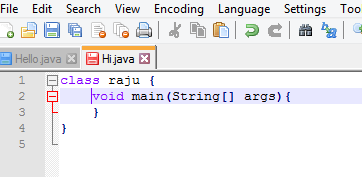 File Edit Search View Encoding Language Settings Too
Hello.java Hi.java
1 class raju {
2 void main(String[] args){
3 }
4 }
5